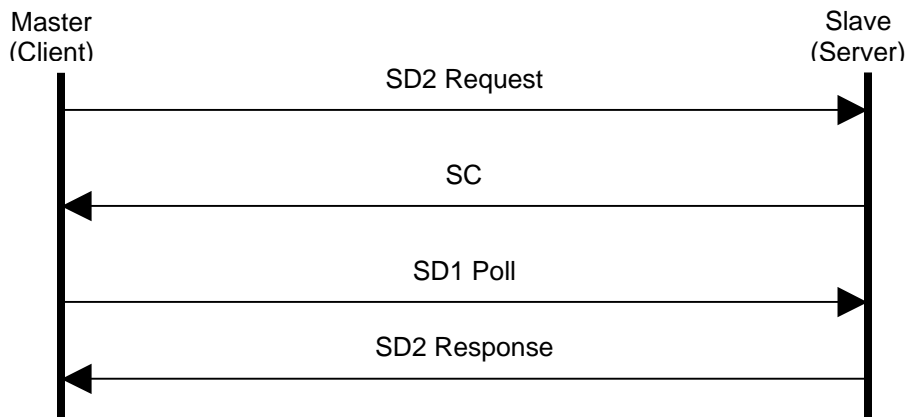 Master
(Client)
Slave
(Server)
SD2 Request
SC
SD1 Poll
SD2 Response